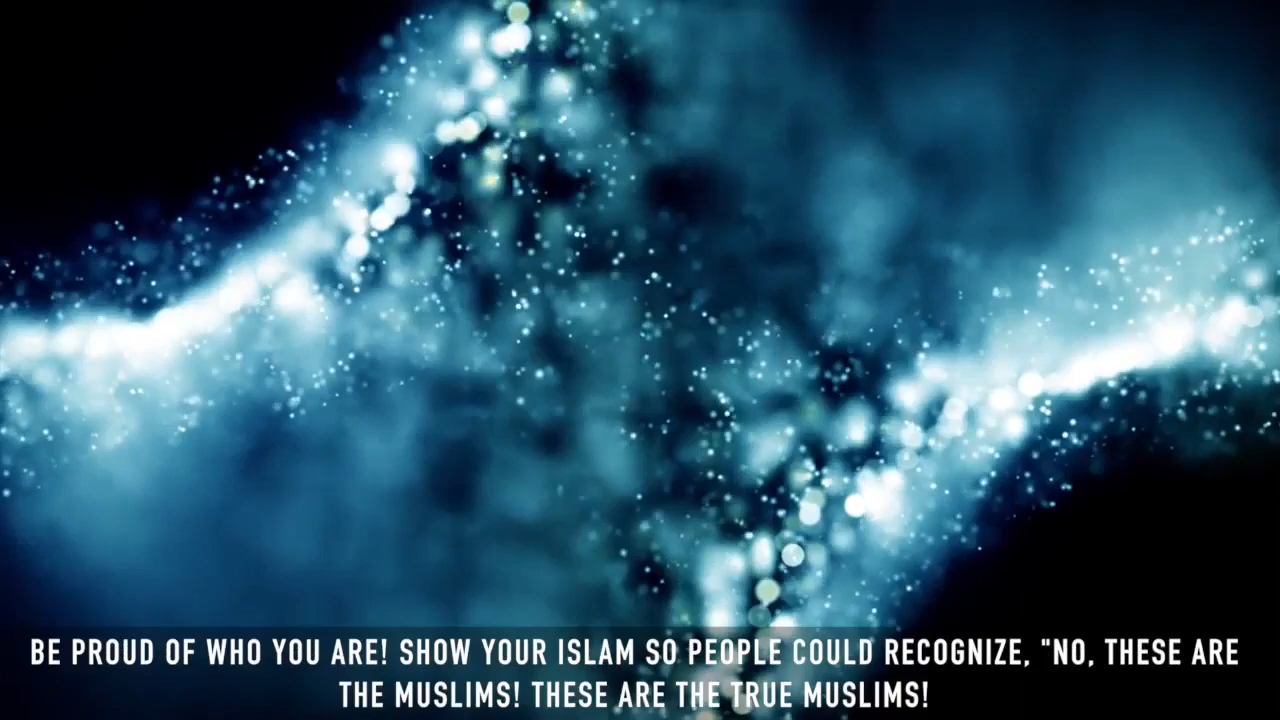 BE PROUD OF WHO YOU ARE! SHOW YOUR ISLAM SO PEOPLE COULD RECOGNIZE, "NO, THESE ARE
THE MUSLIMS! THESE ARE THE TRUE MUSLIMS!